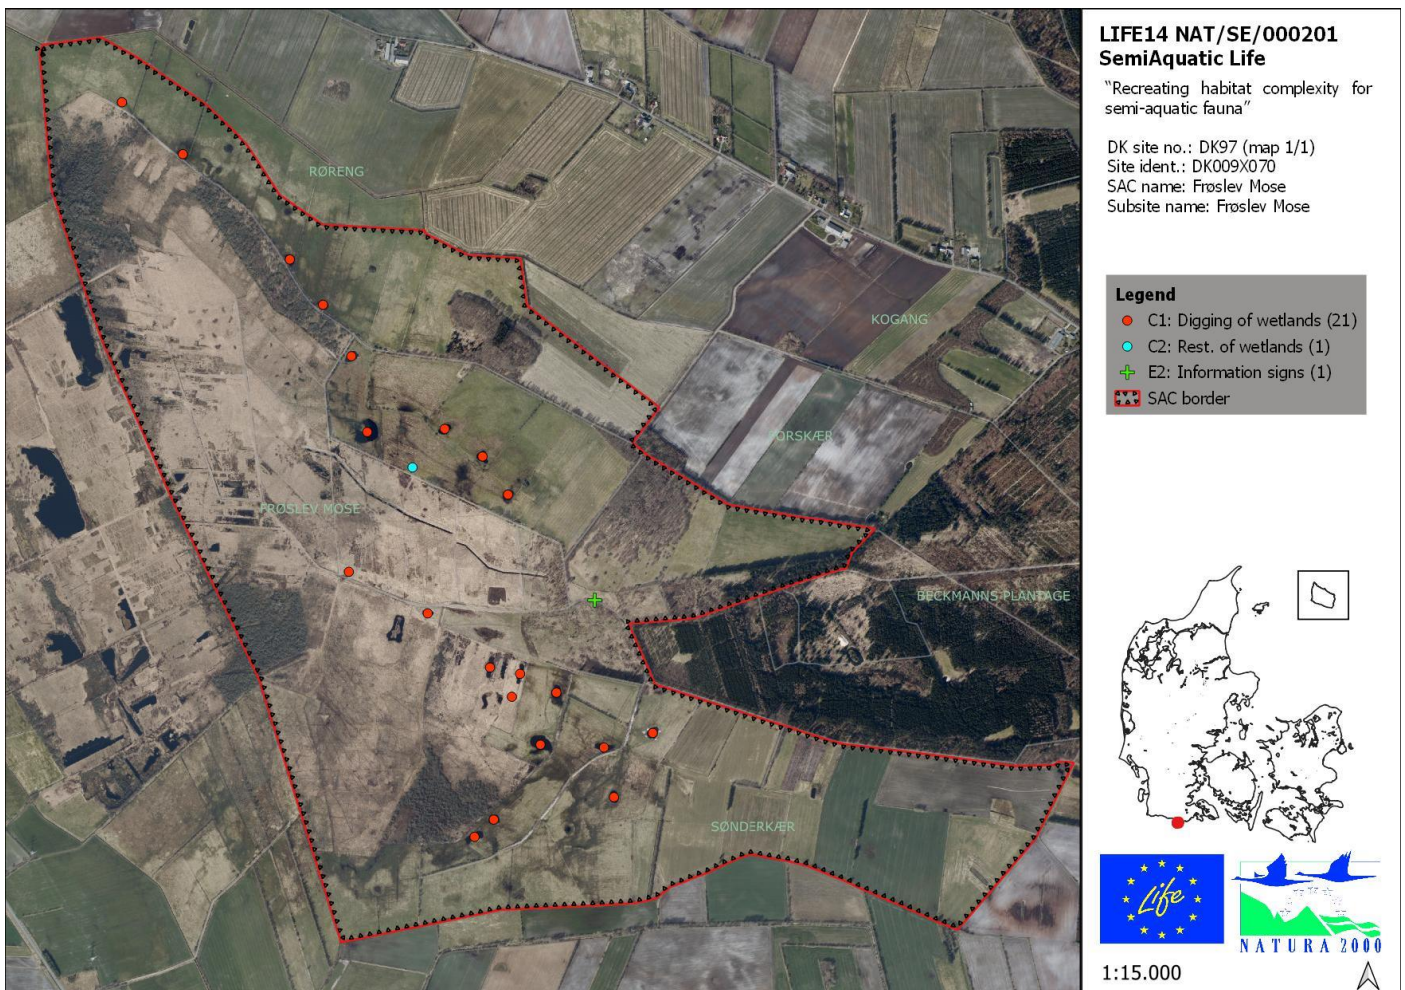 LIFE14 NAT/SE/000201
SemiAquatic Life
"Recreating habitat complexity for
semi-aquatic fauna"
DK site no.: DK97 (map 1/1)
Site ident.: DK009X070
SAC name: Frøslev Mose
Subsite name: Frøslev Mose
Legend
C1: Digging of wetlands (21)
C2: Rest. of wetlands (1)
E2: Information signs (1)
SAC border
RØRENG
KOGANG
TORSKÆR
FRØSLEV MOSE
BECKMANNS PLANTAGE
SØNDERKÆR
Life
NATURA 2000
1:15.000